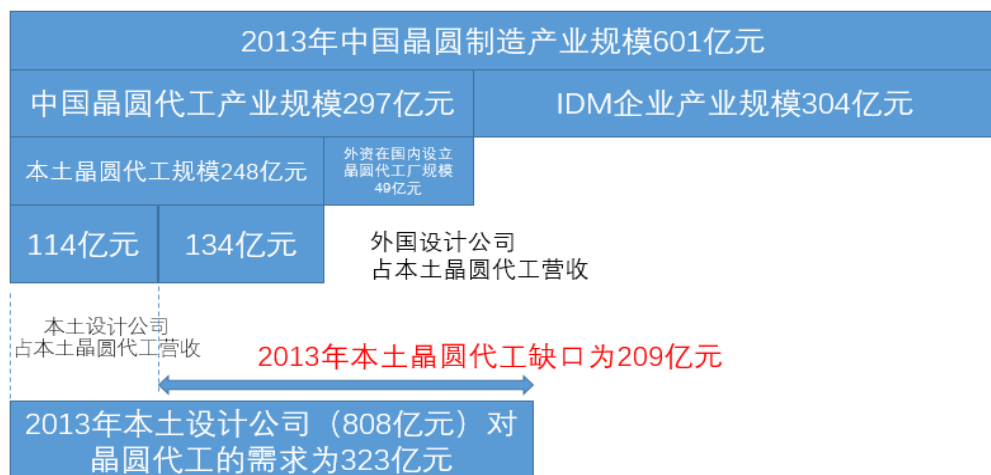 2013年中国晶圆制造产业规模601亿元
中国晶圆代工产业规模297亿元
IDM企业产业规模304亿元
本土晶圆代工规模248亿元
外资在国内设立
晶圆代工厂规模
49亿元
114亿元
134亿元
外国设计公司
占本土晶圆代工营收
本土设计公司
占本土晶圆代工营收
2013年本土晶圆代工缺口为209亿元
2013年本土设计公司（808亿元）对
晶圆代工的需求为323亿元